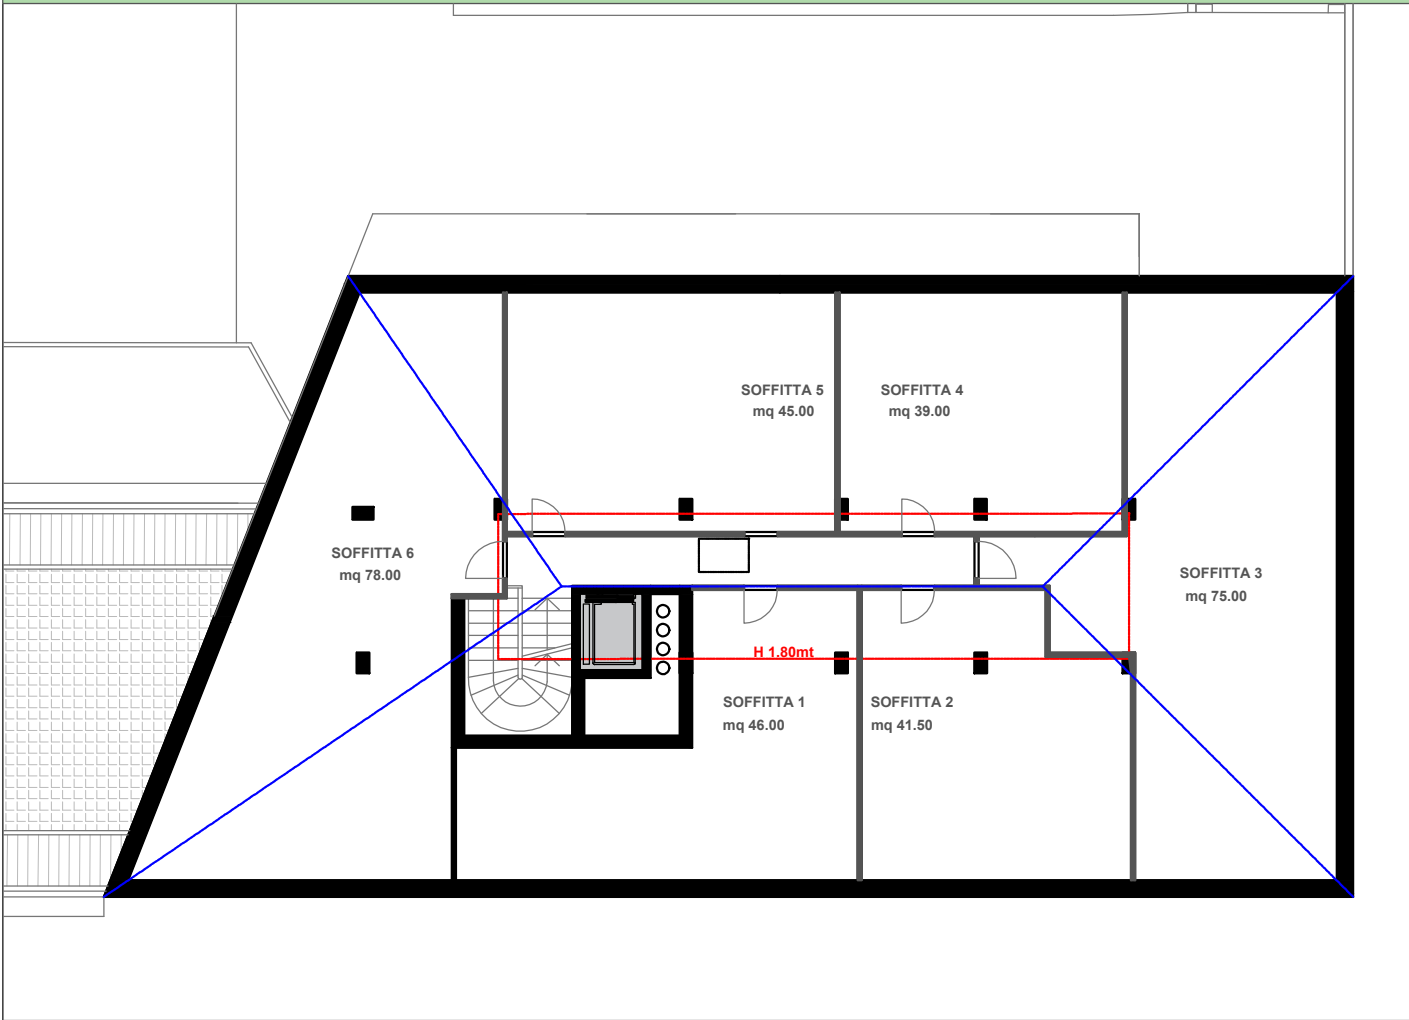 SOFFITTA 5
mq 45.00
SOFFITTA 4
mq 39.00
SOFFITTA 6
mq 78.00
SOFFITTA 3
mq 75.00
H 1.80mt
SOFFITTA 1
mq 46.00
SOFFITTA 2
mq 41.50